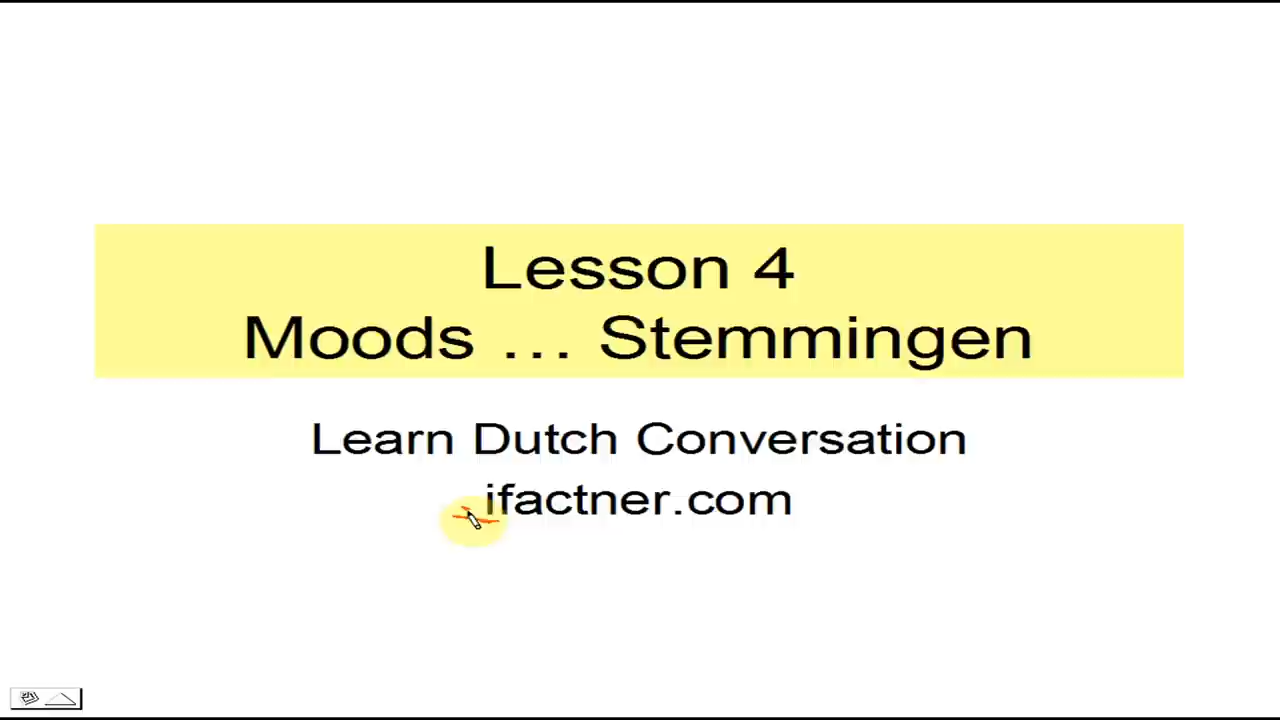 Lesson 4
Moods ... Stemmingen
Learn Dutch Conversation
ifactner.com